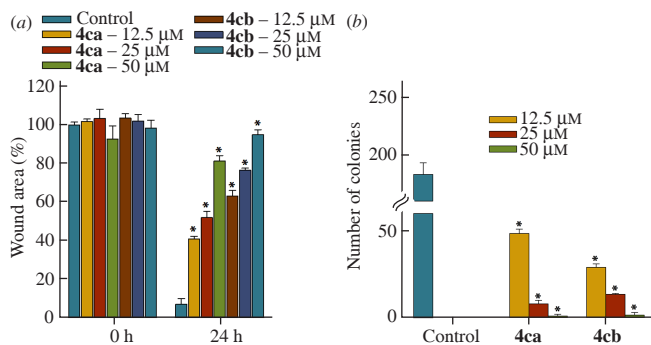 (a)
Control
4ca – 12.5 µM
4ca – 25 µM
4ca – 50 µM
4cb – 12.5 µM
4cb – 25 µM
4cb – 50 µM
Wound area (%)
120
100
80
60
40
20
0
* * * * * *
0 h
24 h
(b)
Number of colonies
250
200
50
0
12.5 µM
25 µM
50 µM
* * *
* * *
Control
4ca
4cb